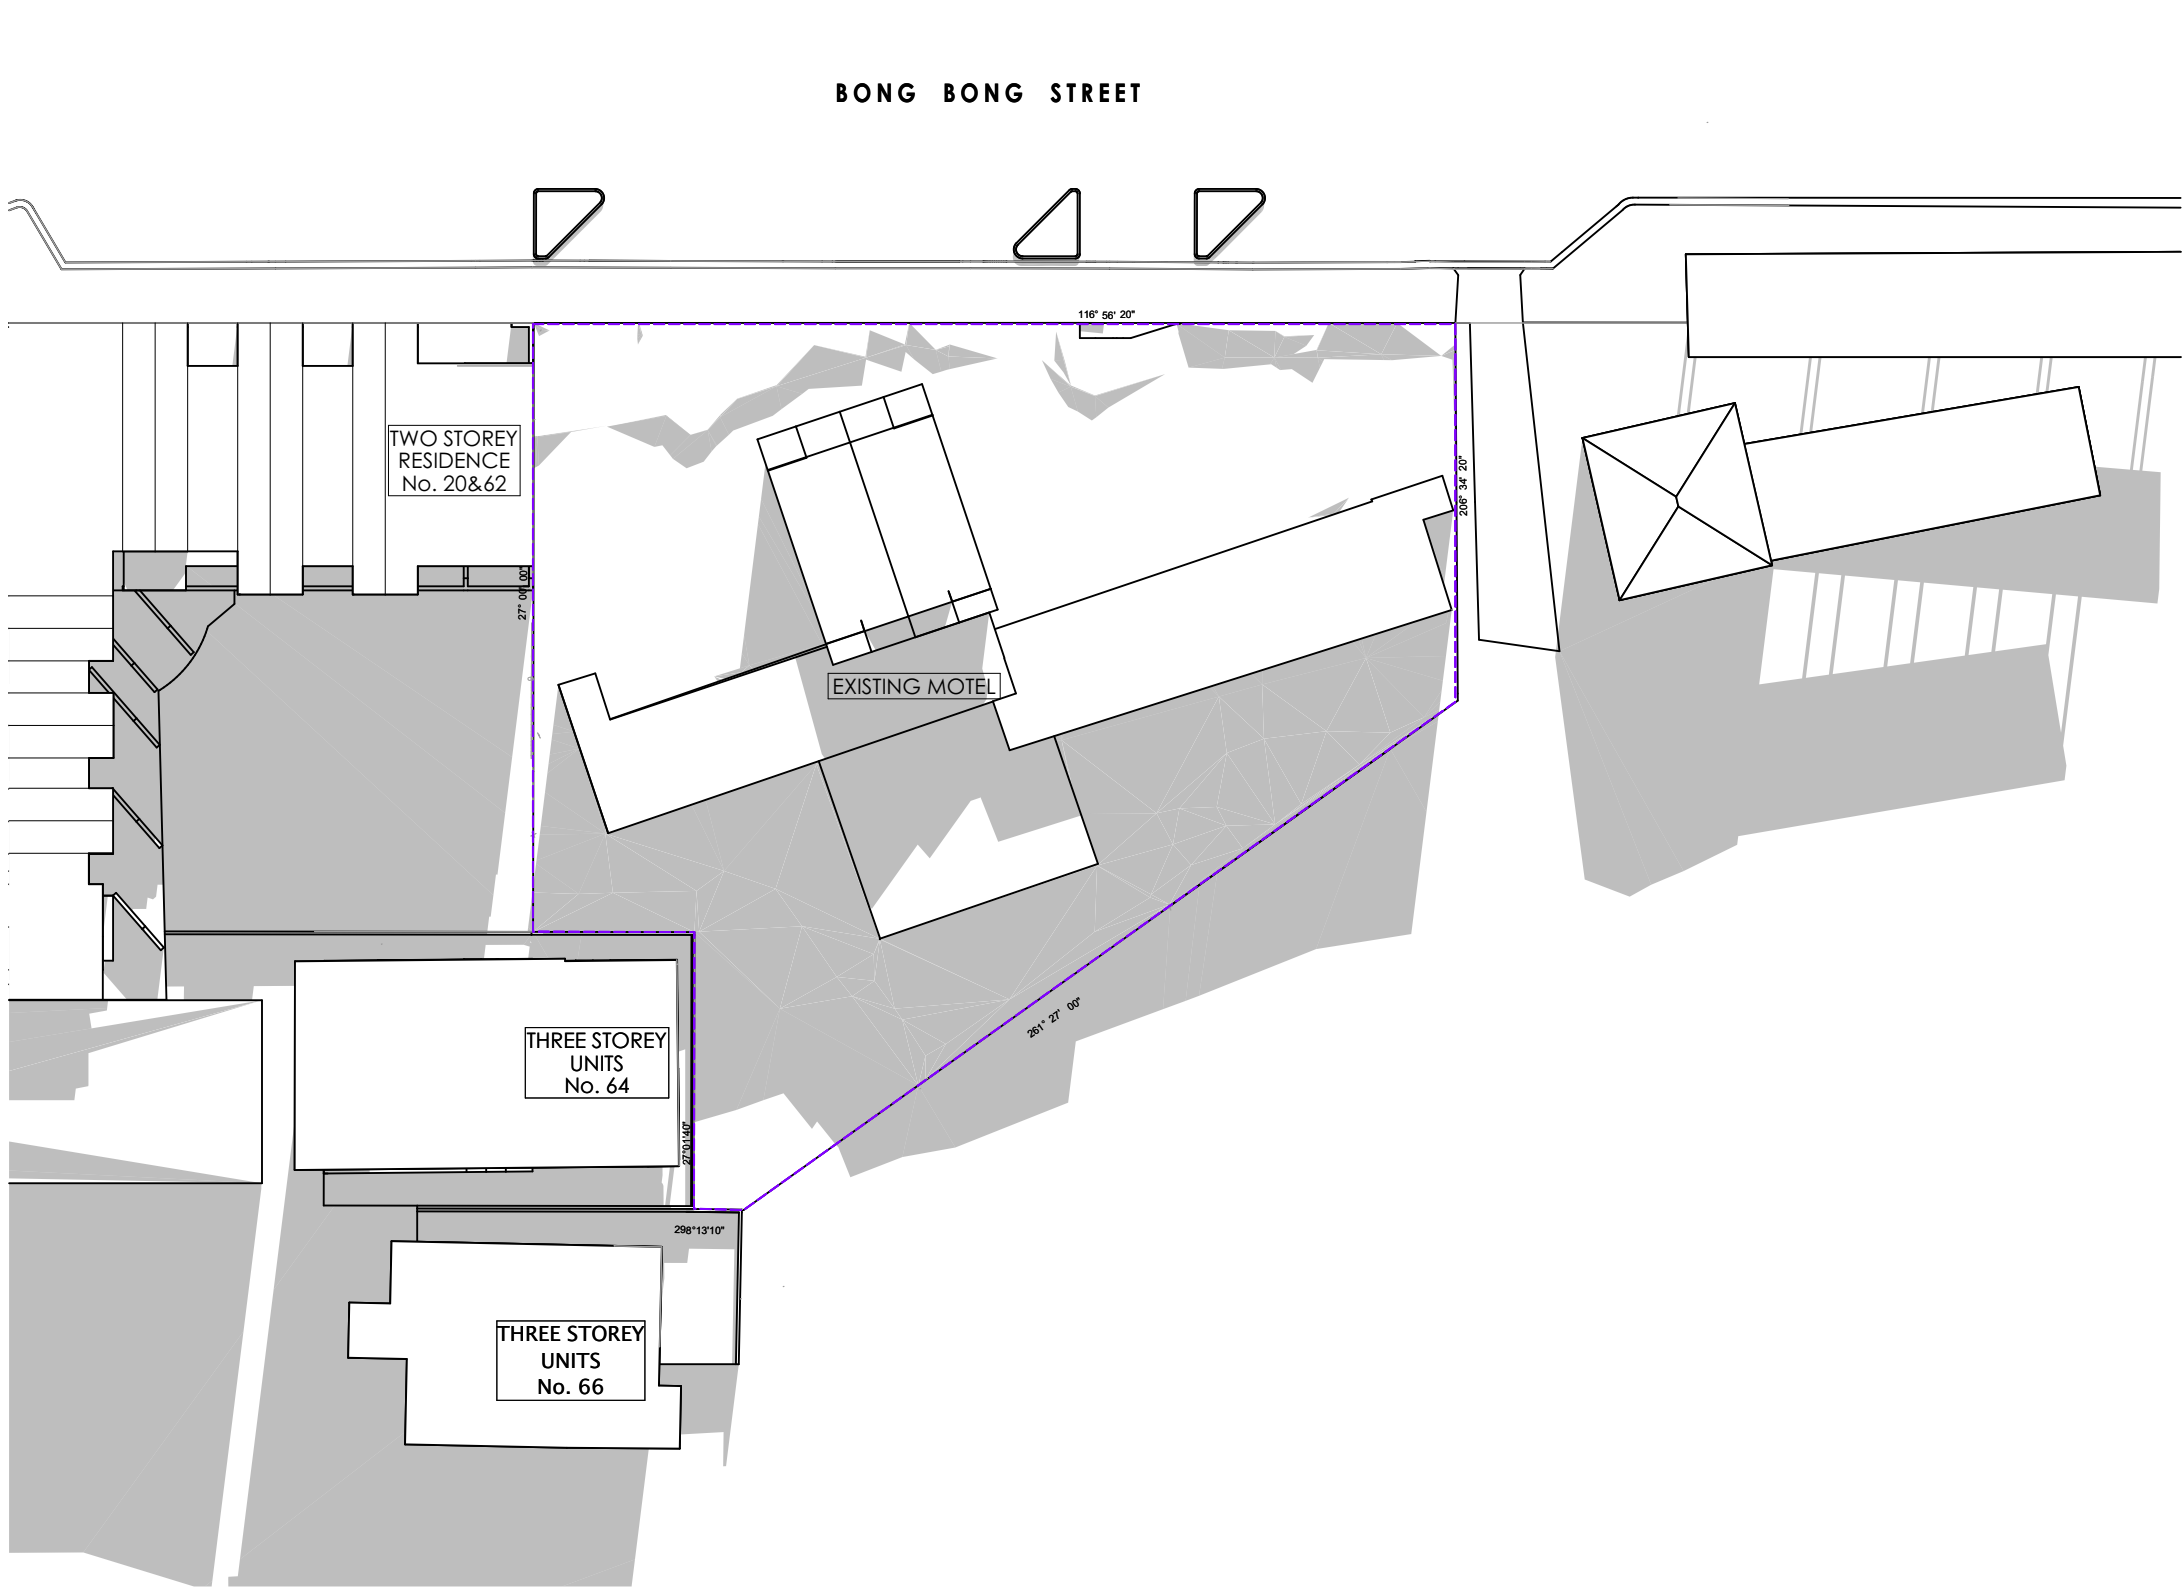 BONG BONG STREET
116° 56' 20"
TWO STOREY
RESIDENCE
No. 20&62
206° 34' 20"
27° 00' 00"
EXISTING MOTEL
261° 27' 00"
THREE STOREY
UNITS
No. 64
27°01'40"
298°13'10"
THREE STOREY
UNITS
No. 66